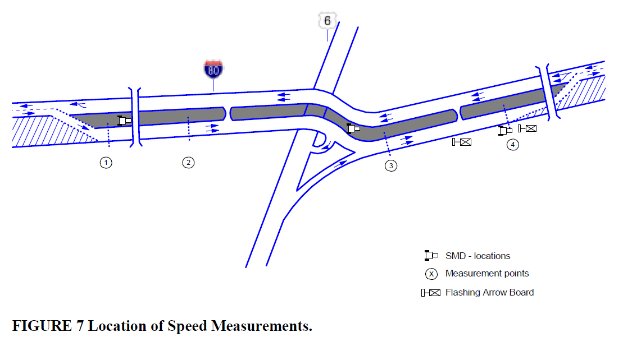 6
80
1
2
3
4
SMD - locations
X Measurement points
Flashing Arrow Board
FIGURE 7 Location of Speed Measurements.